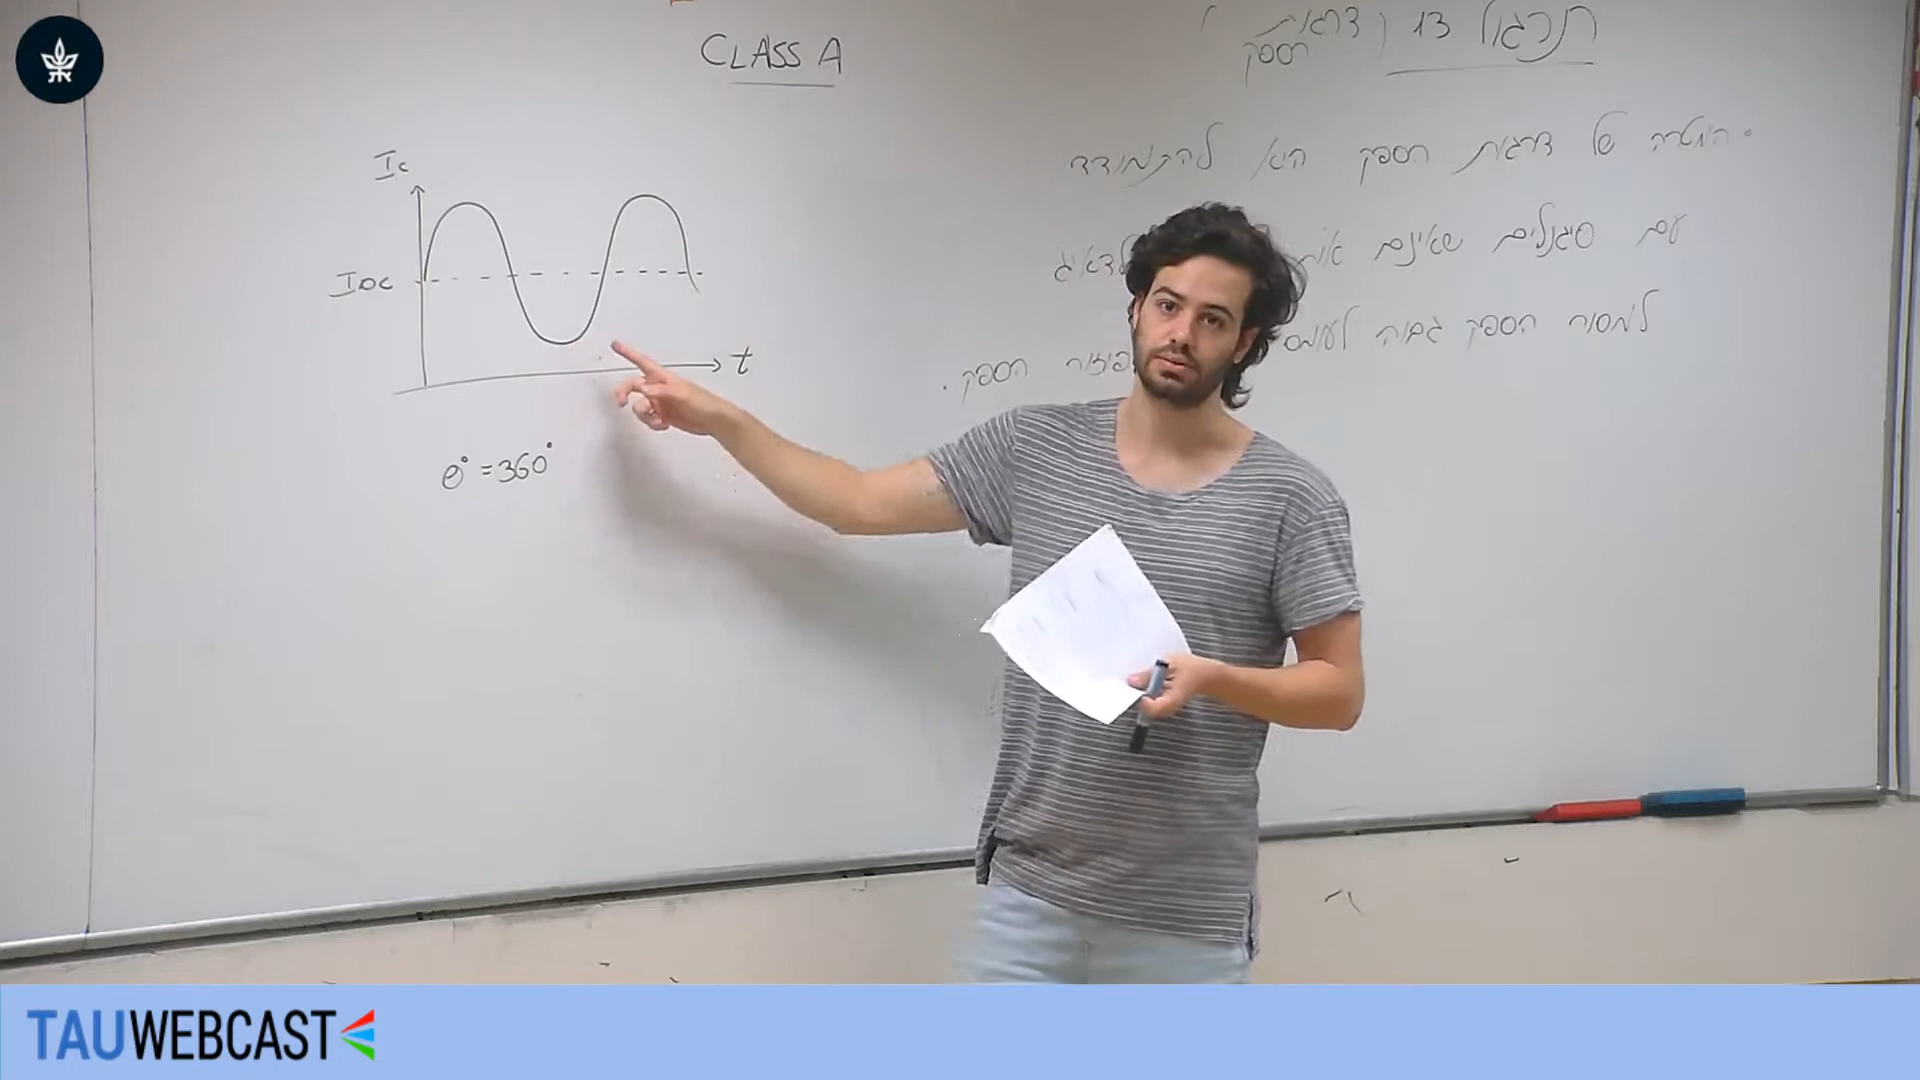 תרגול 13 | דרגות
הספק
• המטרה של דרגות הספק היא להתמודד
עם סיגנלים שאינם
למסור הספק גבוה
הספק.
CLASS A
Ic
IDC
t
θ° = 360°
TAUWEBCAST